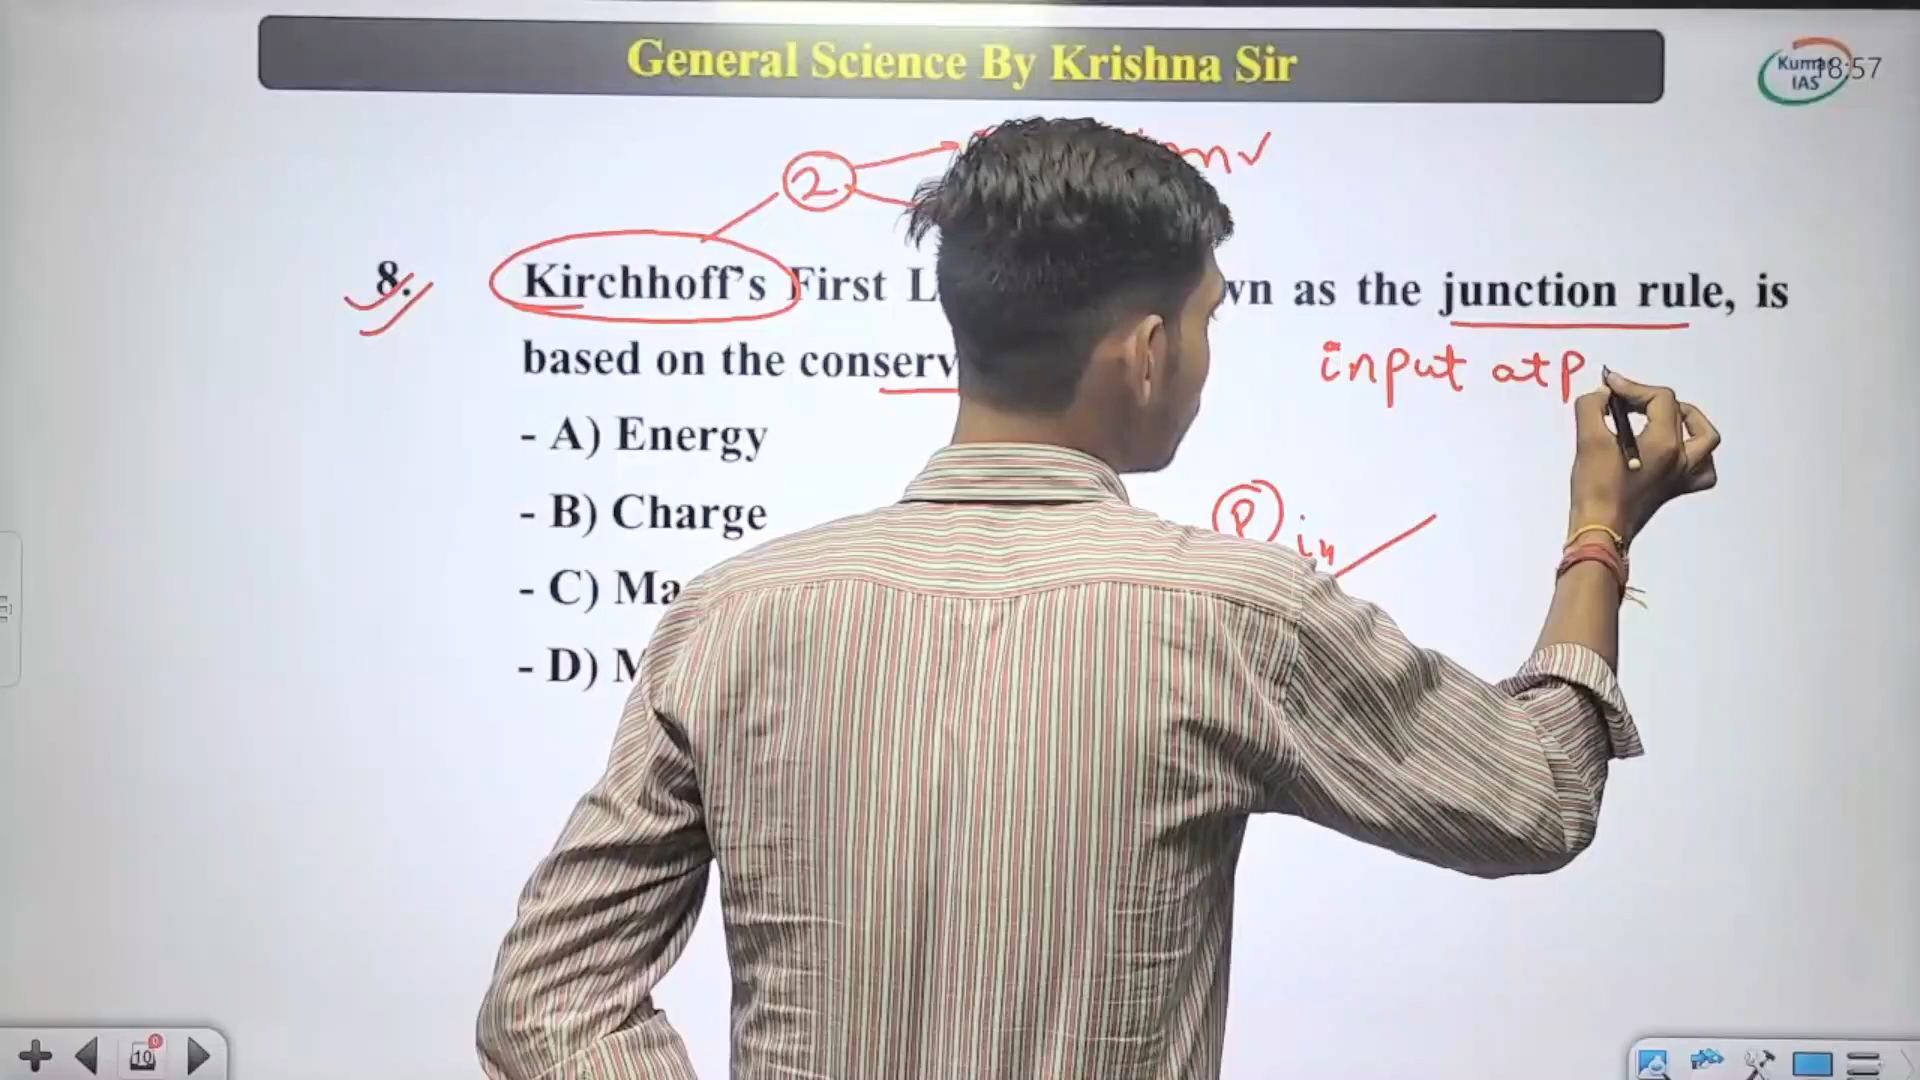 General Science By Krishna Sir
Kumar IAS
18:57
2
8. Kirchhoff's First wn as the junction rule, is
based on the conserv
input at P
- A) Energy
- B) Charge
P in
- C) Ma
- D) M
10
0